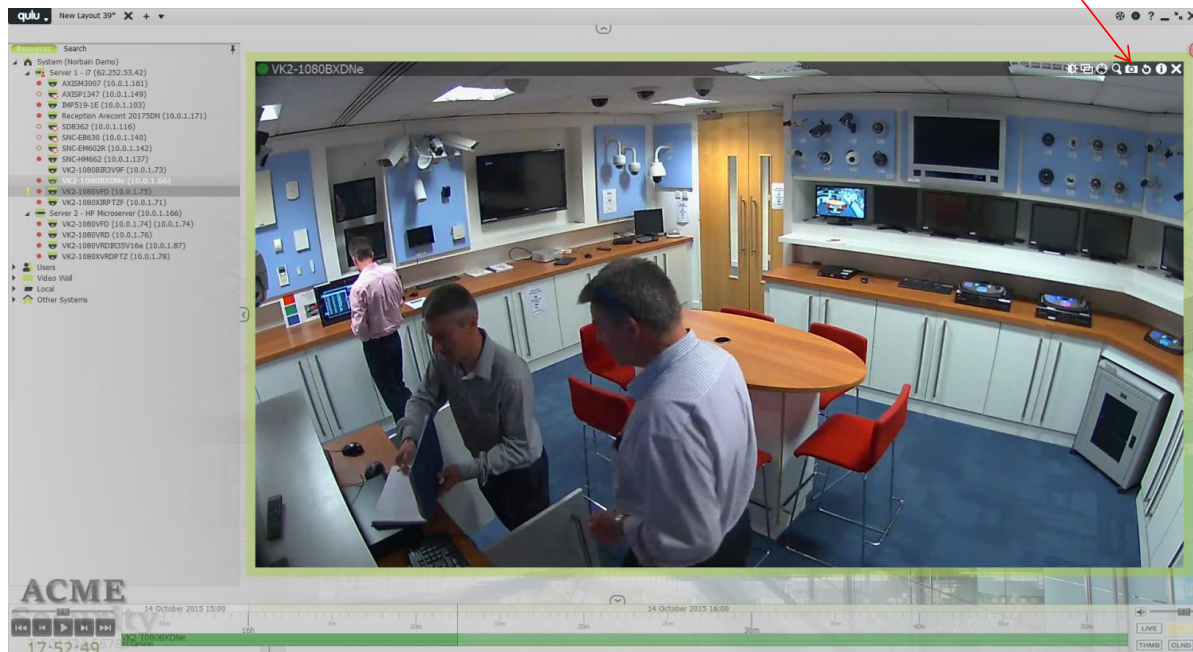 qulu
New Layout 39*
?
Resources Search
System (Norbain Demo)
Server 1 - i7 (62.252.53.42)
AXISM3007 (10.0.1.161)
AXISP1347 (10.0.1.149)
IMP519-1E (10.0.1.103)
Reception Arecont 20175DN (10.0.1.171)
SD8362 (10.0.1.116)
SNC-EB630 (10.0.1.140)
SNC-EM602R (10.0.1.142)
SNC-HM662 (10.0.1.137)
VK2-1080BIR3V9F (10.0.1.73)
VK2-1080BXDNe (10.0.1.66)
VK2-1080VFD (10.0.1.75)
VK2-1080XIRPTZF (10.0.1.71)
Server 2 - HP Microserver (10.0.1.166)
VK2-1080VFD [10.0.1.74] (10.0.1.74)
VK2-1080VRD (10.0.1.76)
VK2-1080VRDIR35V16e (10.0.1.87)
VK2-1080XVRDPTZ (10.0.1.78)
Users
Video Wall
Local
Other Systems
VK2-1080BXDNe
ACME
Security
14 October 2015 15:00
14 October 2015 16:00
16h
5m
10m
15m
20m
25m
30m
35m
40m
45m
50m
VK2-1080BXDNe
17:52:49
LIVE
THMB CLND